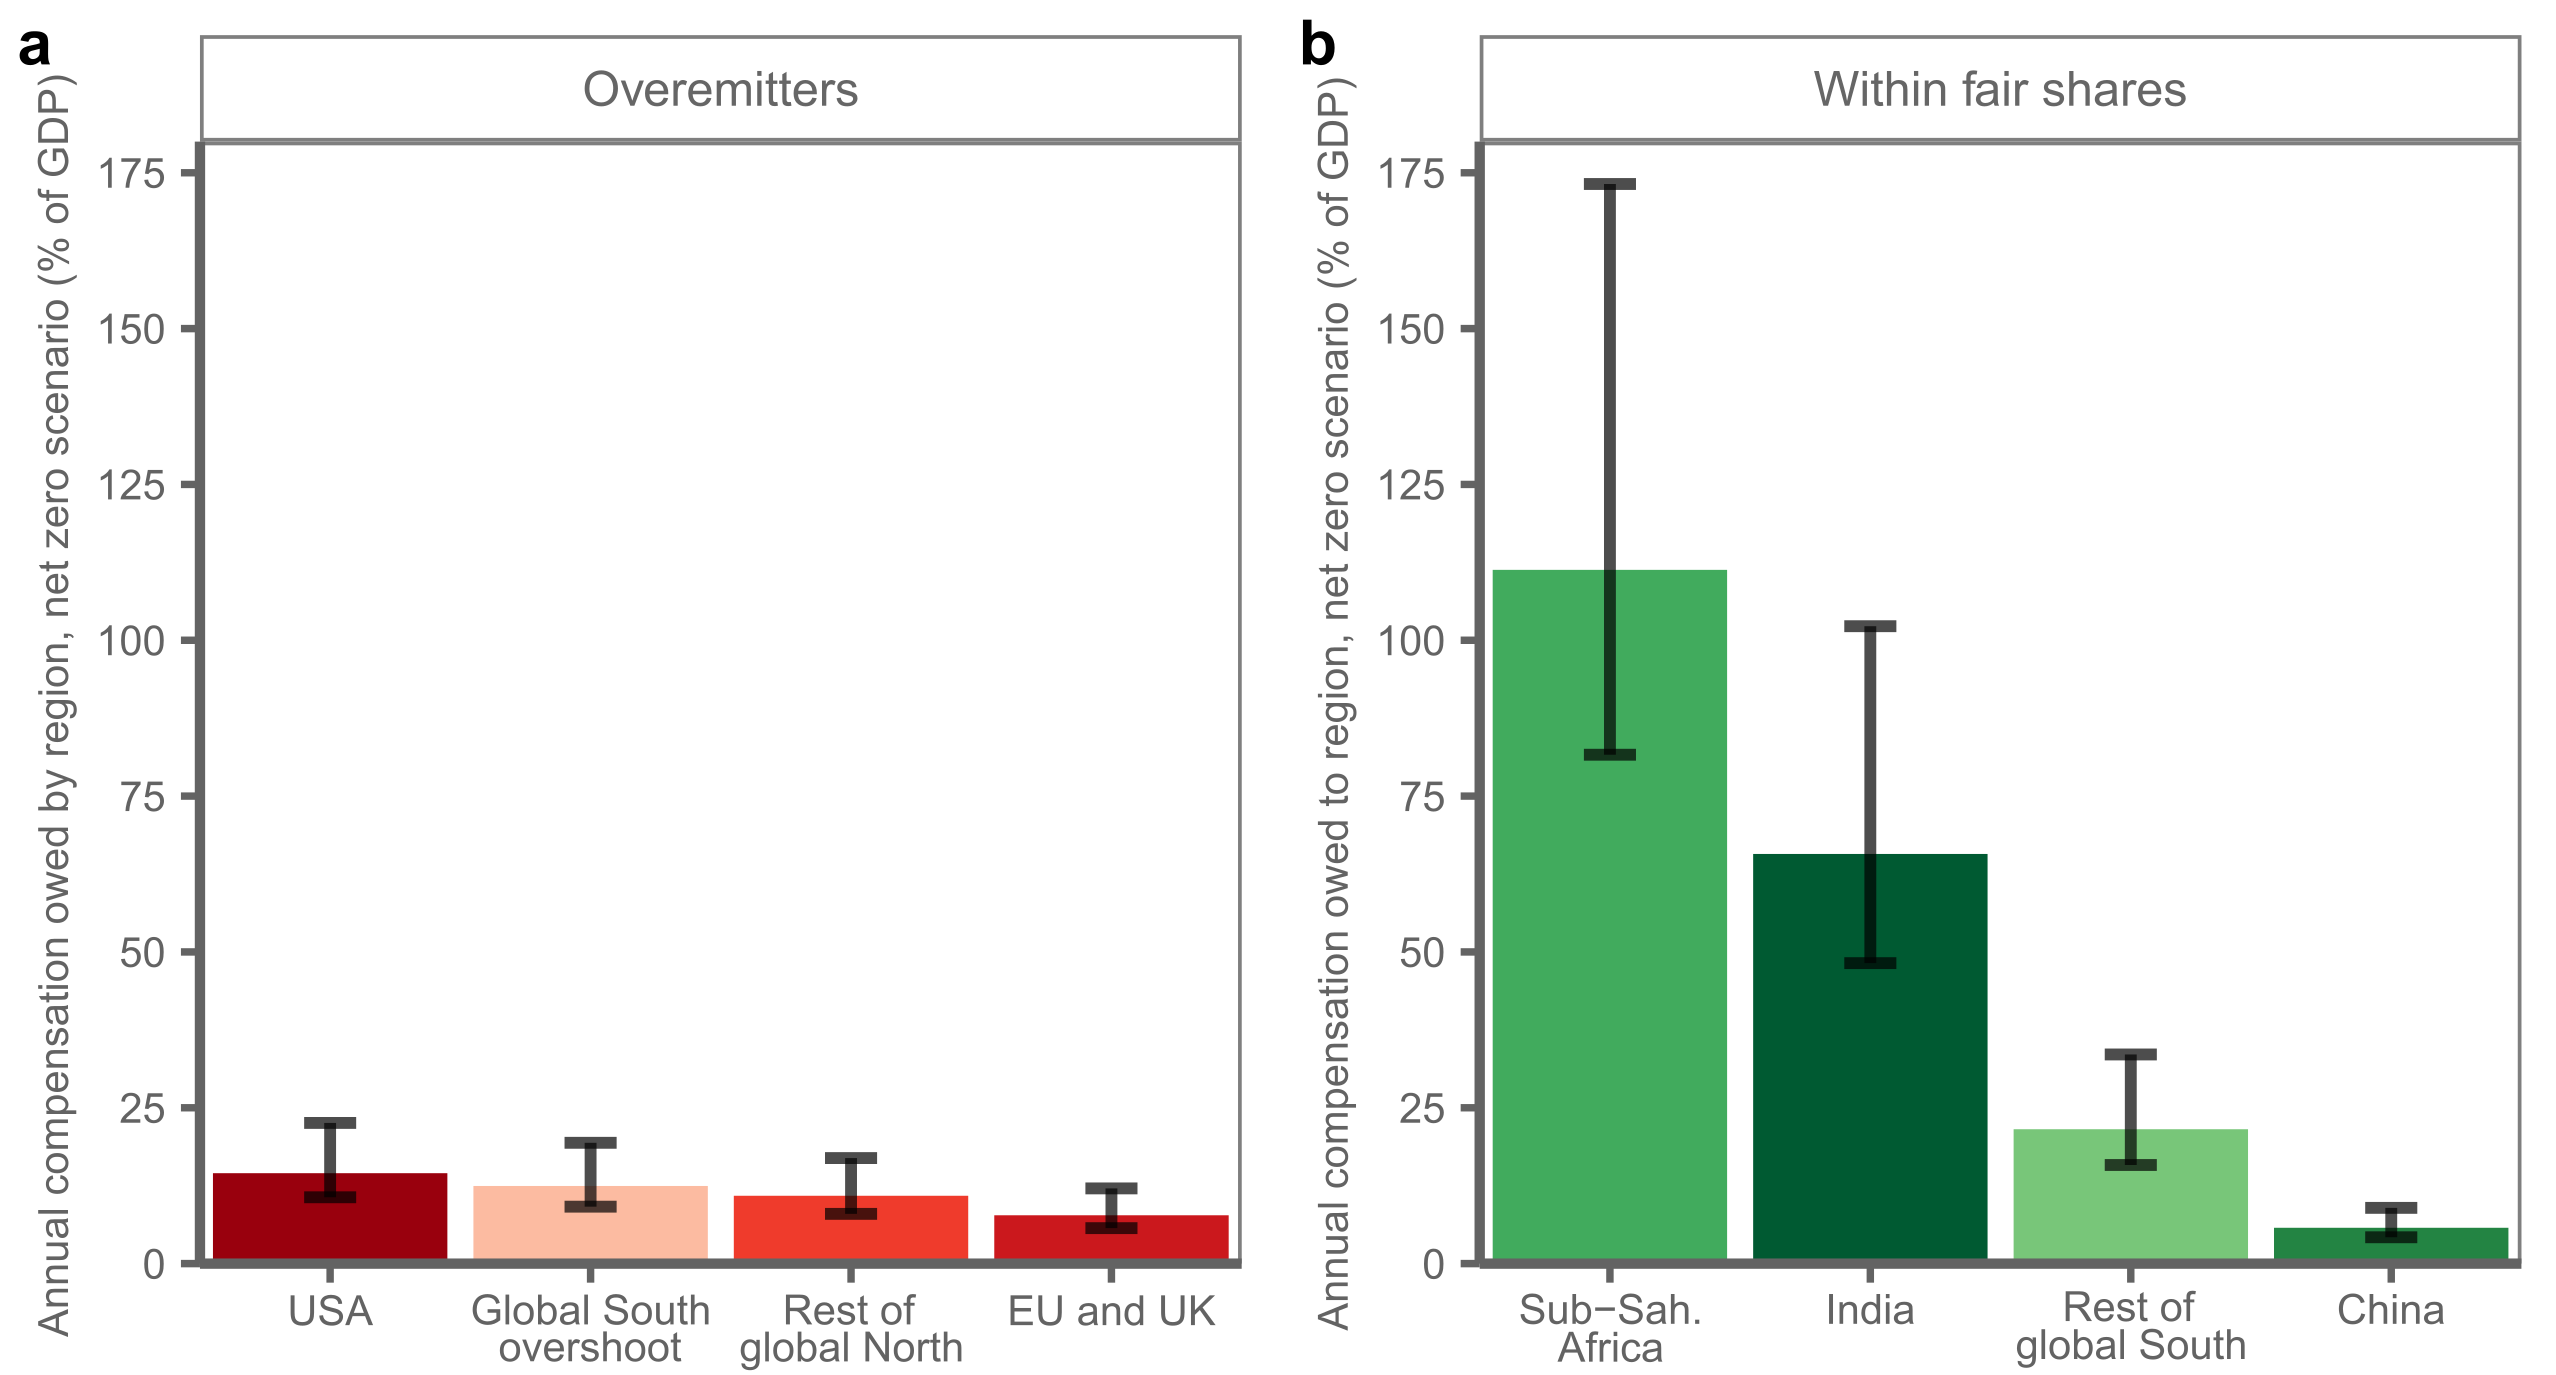 a
Overemitters
Annual compensation owed by region, net zero scenario (% of GDP)
175
150
125
100
75
50
25
0
USA
Global South
overshoot
Rest of
global North
EU and UK
b
Within fair shares
Annual compensation owed to region, net zero scenario (% of GDP)
175
150
125
100
75
50
25
0
Sub−Sah.
Africa
India
Rest of
global South
China